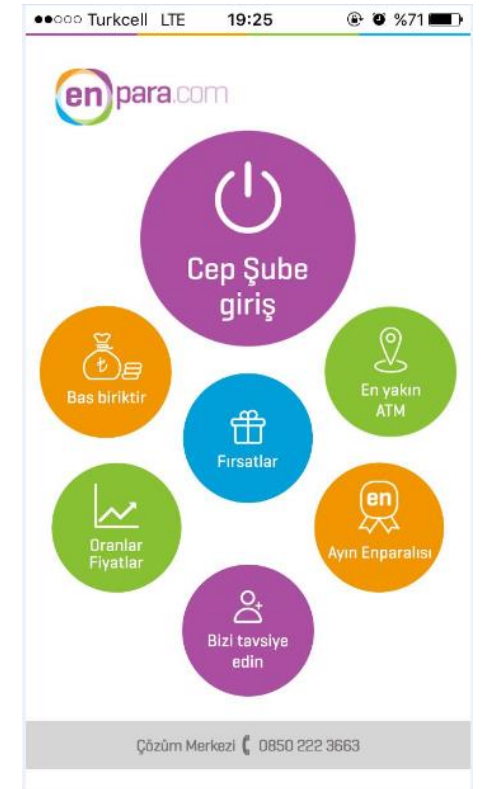 Turkcell LTE 19:25 %71
enpara.com
Cep Şube
giriş
Bas biriktir
En yakın
ATM
Fırsatlar
Oranlar
Fiyatlar
en
Ayın Enparalısı
Bizi tavsiye
edin
Çözüm Merkezi 0850 222 3663